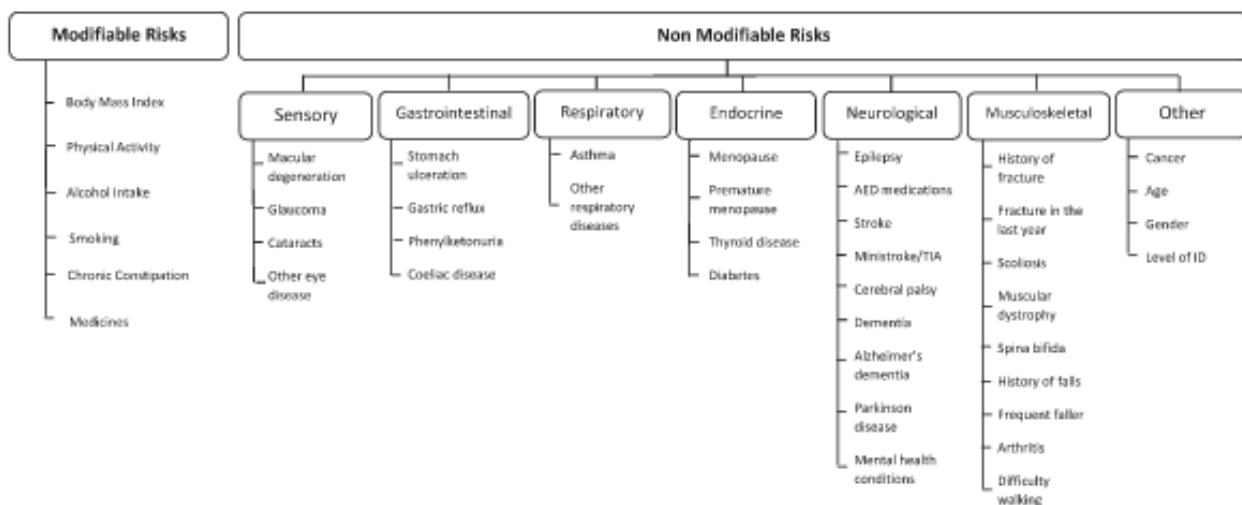 Modifiable Risks
Body Mass Index
Physical Activity
Alcohol Intake
Smoking
Chronic Constipation
Medicines
Non Modifiable Risks
Sensory
Macular
degeneration
Glaucoma
Cataracts
Other eye
disease
Gastrointestinal
Stomach
ulceration
Gastric reflux
Phenylketonuria
Coeliac disease
Respiratory
Asthma
Other
respiratory
diseases
Endocrine
Menopause
Premature
menopause
Thyroid disease
Diabetes
Neurological
Epilepsy
AED medications
Stroke
Ministroke/TIA
Cerebral palsy
Dementia
Alzheimer's
dementia
Parkinson
disease
Mental health
conditions
Musculoskeletal
History of
fracture
Fracture in the
last year
Scoliosis
Muscular
dystrophy
Spina bifida
History of falls
Frequent faller
Arthritis
Difficulty
walking
Other
Cancer
Age
Gender
Level of ID